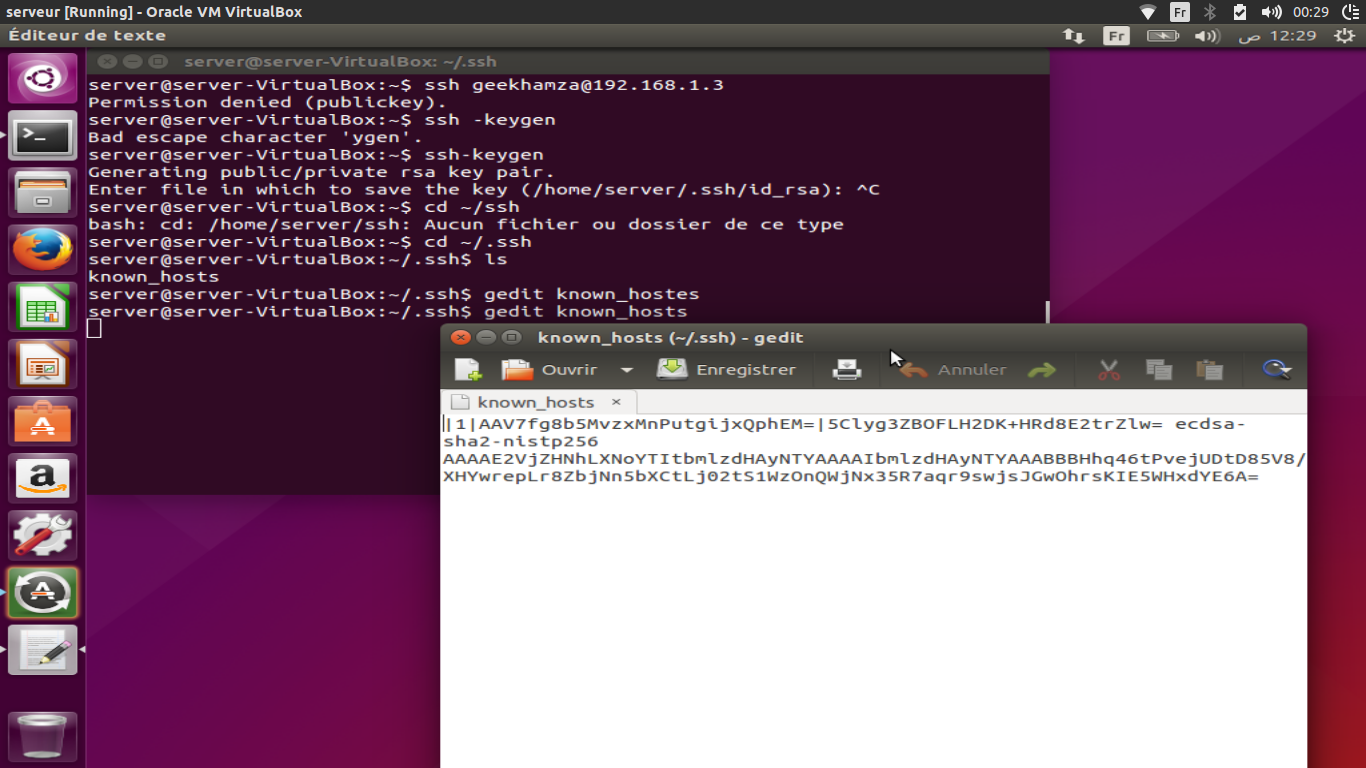 serveur [Running] - Oracle VM VirtualBox
Fr
00:29
Éditeur de texte
Fr
12:29 ص
server@server-VirtualBox: ~/.ssh
server@server-VirtualBox:~$ ssh geekhamza@192.168.1.3
Permission denied (publickey).
server@server-VirtualBox:~$ ssh -keygen
Bad escape character 'ygen'.
server@server-VirtualBox:~$ ssh-keygen
Generating public/private rsa key pair.
Enter file in which to save the key (/home/server/.ssh/id_rsa): ^C
server@server-VirtualBox:~$ cd ~/ssh
bash: cd: /home/server/ssh: Aucun fichier ou dossier de ce type
server@server-VirtualBox:~$ cd ~/.ssh
server@server-VirtualBox:~/.ssh$ ls
known_hosts
server@server-VirtualBox:~/.ssh$ gedit known_hostes
server@server-VirtualBox:~/.ssh$ gedit known_hosts
known_hosts (~/.ssh) - gedit
Ouvrir
Enregistrer
Annuler
known_hosts
|1|AAV7fg8b5MvzxMnPutgijxQphEM=|5Clyg3ZBOFLH2DK+HRd8E2trZlw= ecdsa-
sha2-nistp256
AAAAE2VjZHNhLXNoYTItbmlzdHAyNTYAAAAIbmlzdHAyNTYAAABBBHhq46tPvejUDtD85V8/
XHYwrepLr8ZbjNn5bXCtLj02tS1WzOnQWjNx35R7aqr9swjsJGwOhrsKIE5WHxdYE6A=